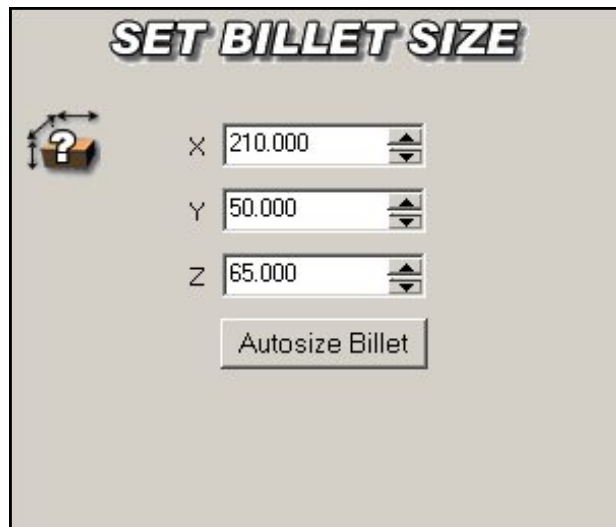 SET BILLET SIZE
?
X 210.000
Y 50.000
Z 65.000
Autosize Billet